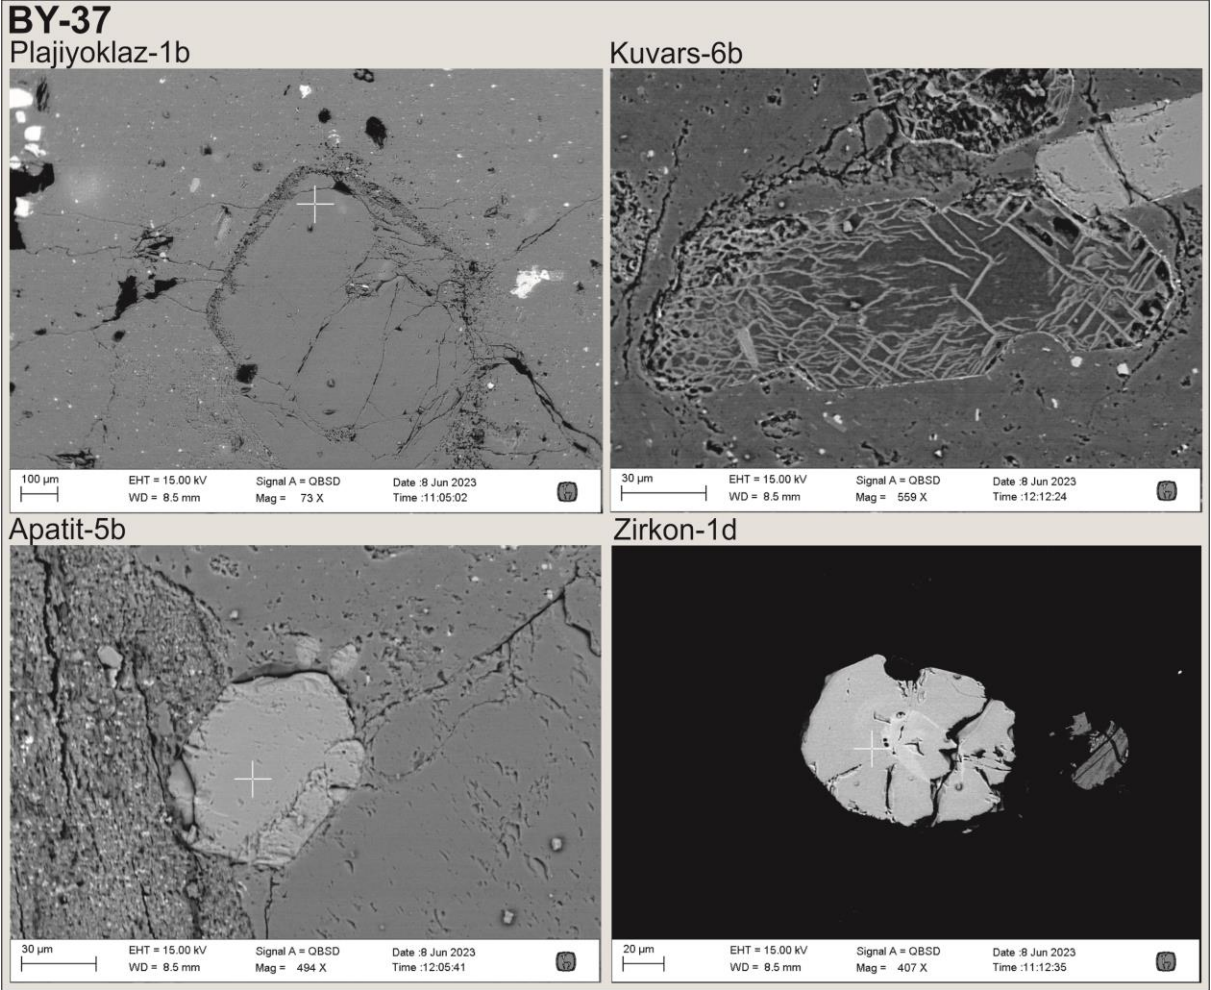 BY-37
Plajiyoklaz-1b
Kuvars-6b
100 µm
EHT = 15.00 kV
Signal A = QBSD
Date :8 Jun 2023
WD = 8.5 mm
Mag = 73 X
Time :11:05:02
30 µm
EHT = 15.00 kV
Signal A = QBSD
Date :8 Jun 2023
WD = 8.5 mm
Mag = 559 X
Time :12:12:24
Apatit-5b
Zirkon-1d
30 µm
EHT = 15.00 kV
Signal A = QBSD
Date :8 Jun 2023
WD = 8.5 mm
Mag = 494 X
Time :12:05:41
20 µm
EHT = 15.00 kV
Signal A = QBSD
Date :8 Jun 2023
WD = 8.5 mm
Mag = 407 X
Time :11:12:35